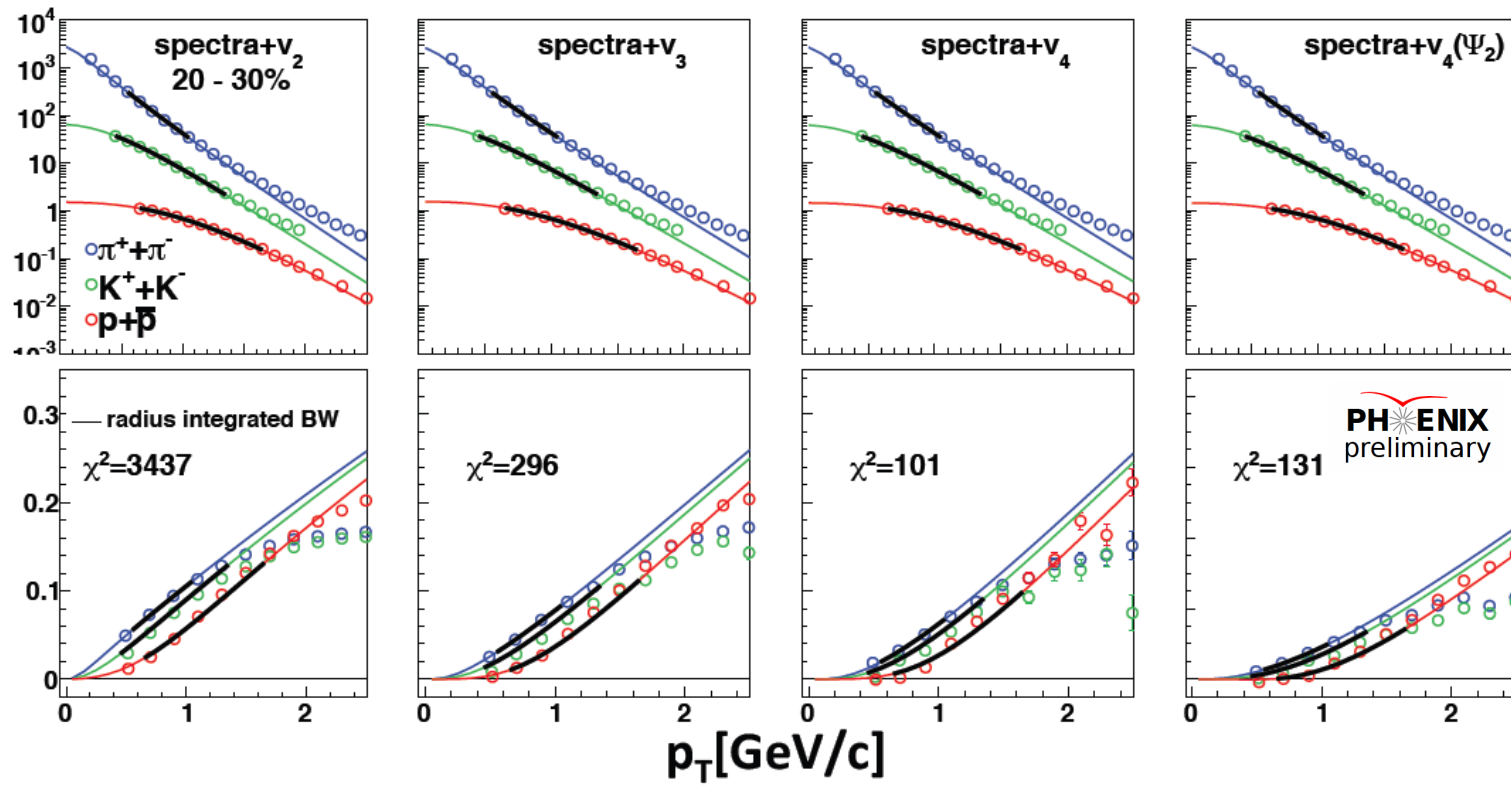 10⁴
10³
10²
10
1
10⁻¹
10⁻²
10⁻³
spectra+v₂
20 - 30%
π⁺+π⁻
K⁺+K⁻
p+p̅
spectra+v₃
spectra+v₄
spectra+v₄(Ψ₂)
0.3
0.2
0.1
0
radius integrated BW
χ²=3437
χ²=296
χ²=101
PHENIX
preliminary
χ²=131
0 1 2
0 1 2
0 1 2
0 1 2
p_T[GeV/c]